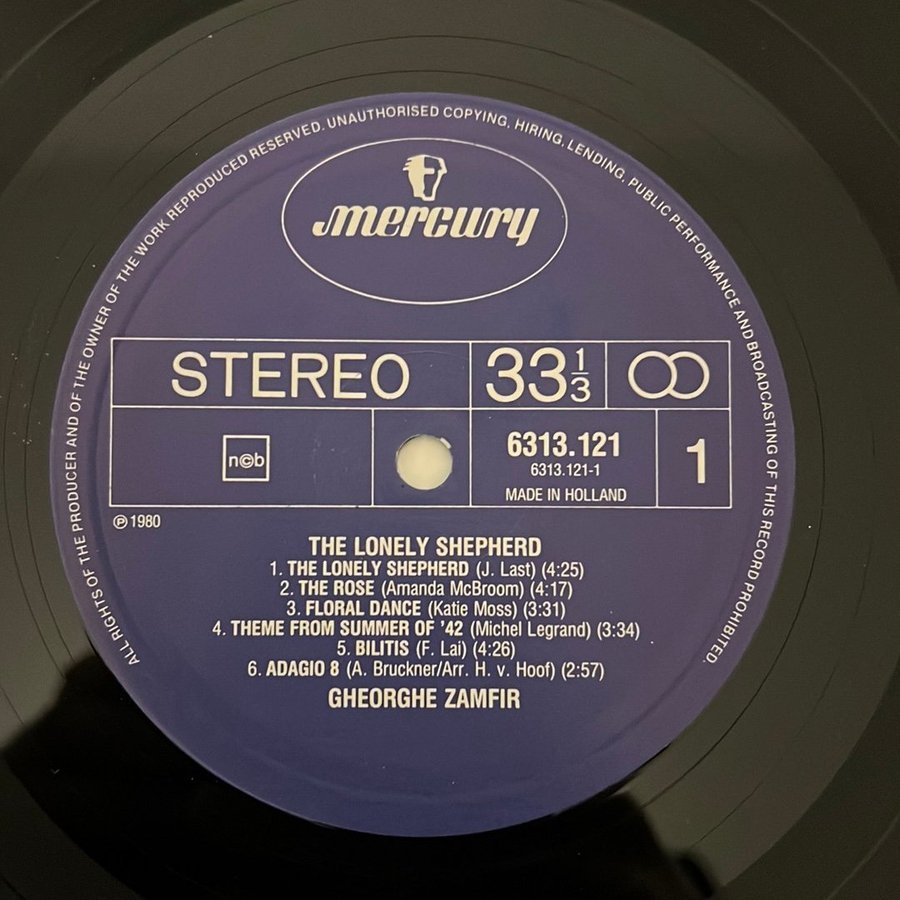 ALL RIGHTS OF THE PRODUCER AND OF THE OWNER OF THE WORK REPRODUCED RESERVED. UNAUTHORISED COPYING, HIRING, LENDING, PUBLIC PERFORMANCE AND BROADCASTING OF THIS RECORD PROHIBITED.
mercury
STEREO
33 1/3
n©b
6313.121
6313.121-1
MADE IN HOLLAND
1
℗ 1980
THE LONELY SHEPHERD
1. THE LONELY SHEPHERD (J. Last) (4:25)
2. THE ROSE (Amanda McBroom) (4:17)
3. FLORAL DANCE (Katie Moss) (3:31)
4. THEME FROM SUMMER OF '42 (Michel Legrand) (3:34)
5. BILITIS (F. Lai) (4:26)
6. ADAGIO 8 (A. Bruckner/Arr. H. v. Hoof) (2:57)
GHEORGHE ZAMFIR